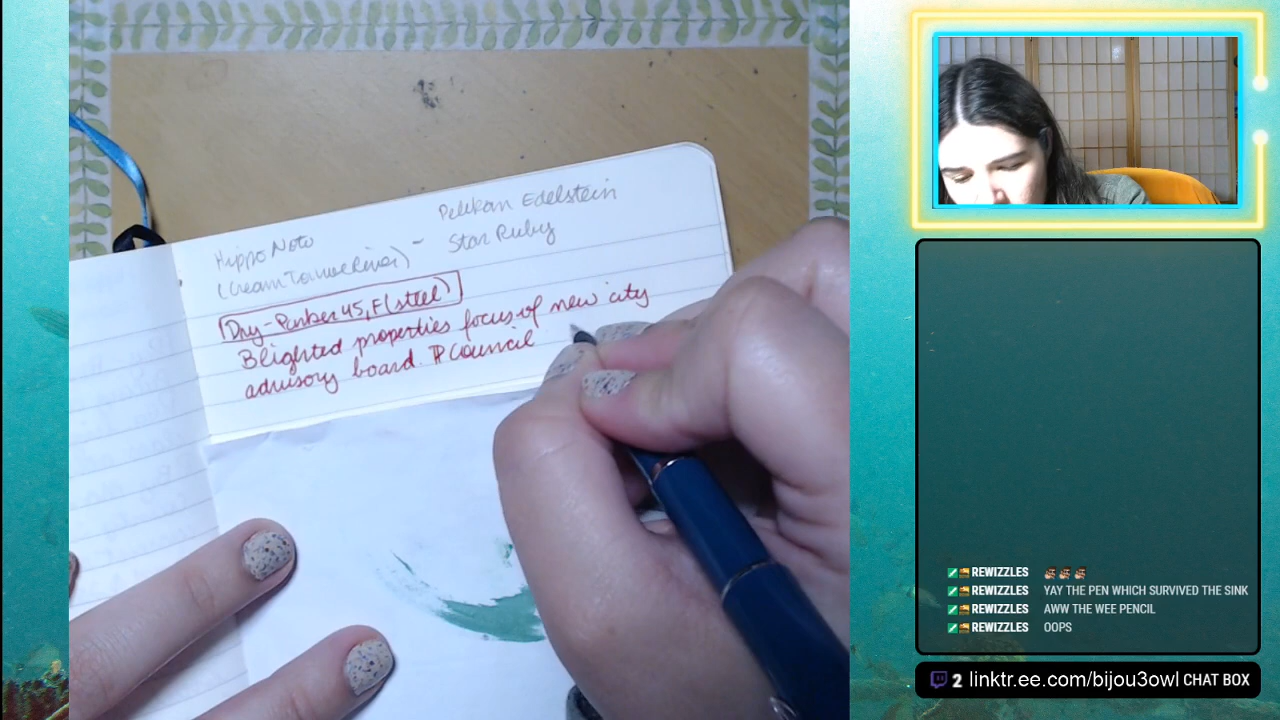 Hippo Noto
(Cream Tomoe River) -
Pelikan Edelstein
Star Ruby
Dry - Parker 45, F (steel)
Blighted properties focus of new city
advisory board. ¶ Council
REWIZZLES
YAY THE PEN WHICH SURVIVED THE SINK
REWIZZLES
AWW THE WEE PENCIL
REWIZZLES
OOPS
REWIZZLES
2 linktr.ee.com/bijou3owl CHAT BOX